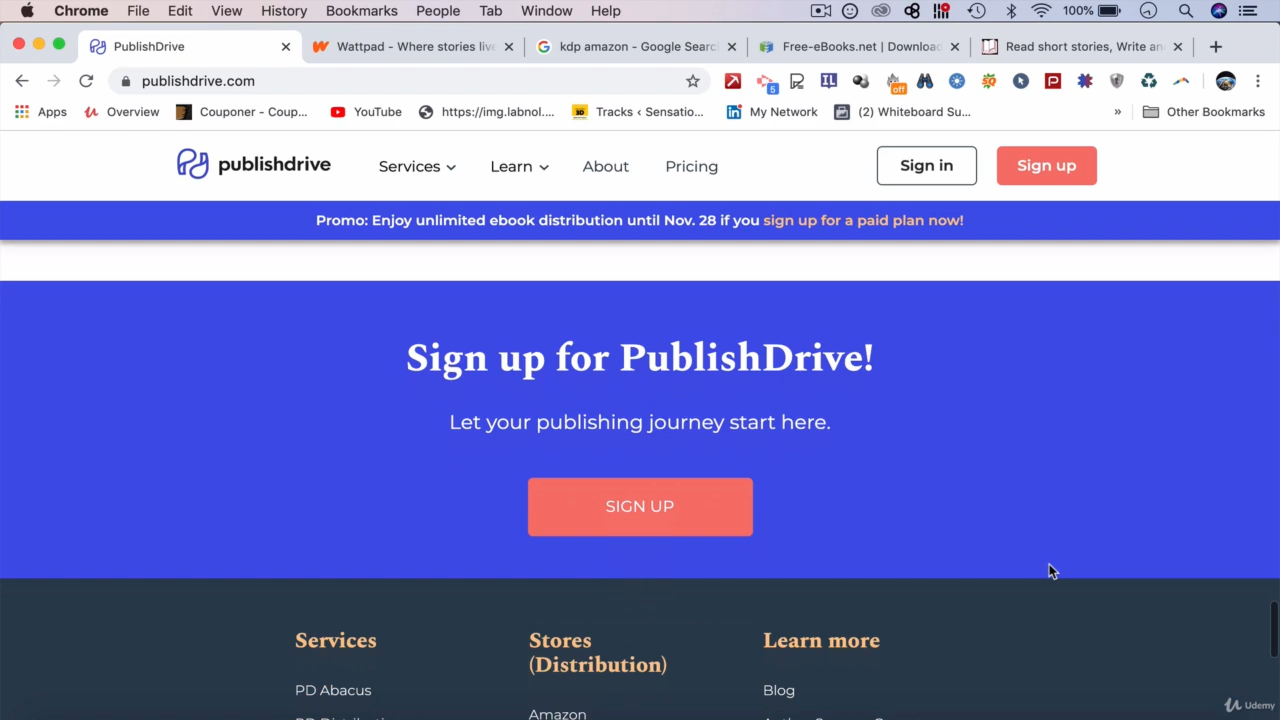 Chrome File Edit View History Bookmarks People Tab Window Help 100%
PublishDrive Wattpad - Where stories live kdp amazon - Google Searc Free-eBooks.net | Download Read short stories, Write an
publishdrive.com 5 off
Apps Overview Couponer - Coup... YouTube https://img.labnol.... Tracks ‹ Sensatio... My Network (2) Whiteboard Su... » Other Bookmarks
publishdrive Services Learn About Pricing Sign in Sign up
Promo: Enjoy unlimited ebook distribution until Nov. 28 if you sign up for a paid plan now!
Sign up for PublishDrive!
Let your publishing journey start here.
SIGN UP
Services
PD Abacus
Stores
(Distribution)
Amazon
Learn more
Blog
Udemy